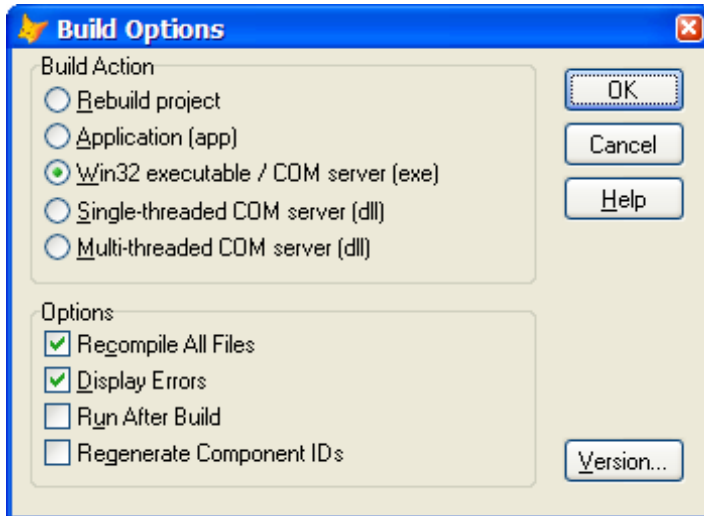 Build Options
Build Action
Rebuild project
Application (app)
Win32 executable / COM server (exe)
Single-threaded COM server (dll)
Multi-threaded COM server (dll)
OK
Cancel
Help
Options
Recompile All Files
Display Errors
Run After Build
Regenerate Component IDs
Version...